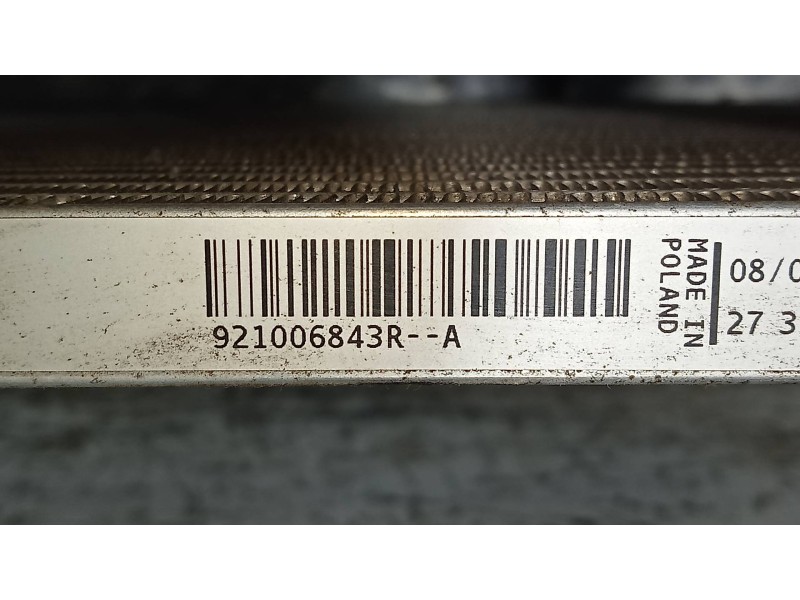 921006843R--A
MADE IN
POLAND
08/0
27 3